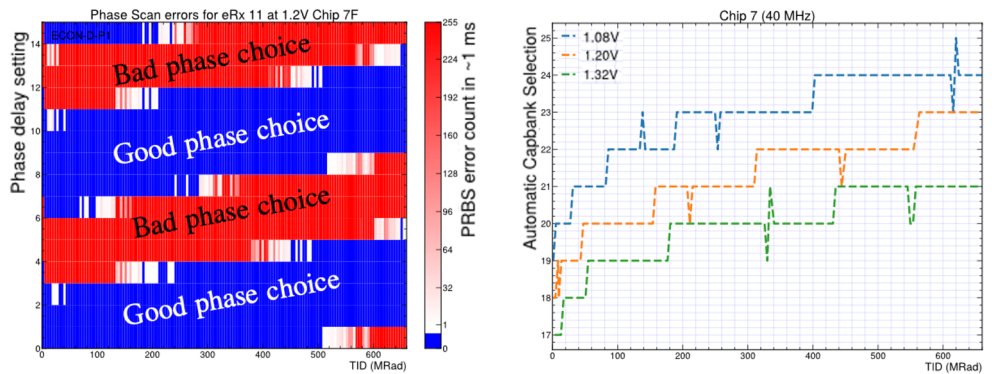 Phase Scan errors for eRx 11 at 1.2V Chip 7F
ECON-D-P1
Bad phase choice
Good phase choice
Bad phase choice
Good phase choice
Phase delay setting
14
12
10
8
6
4
2
0
0
100
200
300
400
500
600
TID (MRad)
255
224
192
160
128
96
64
32
1
0
PRBS error count in ~1 ms
Chip 7 (40 MHz)
1.08V
1.20V
1.32V
Automatic Capbank Selection
25
24
23
22
21
20
19
18
17
0
100
200
300
400
500
600
TID (MRad)